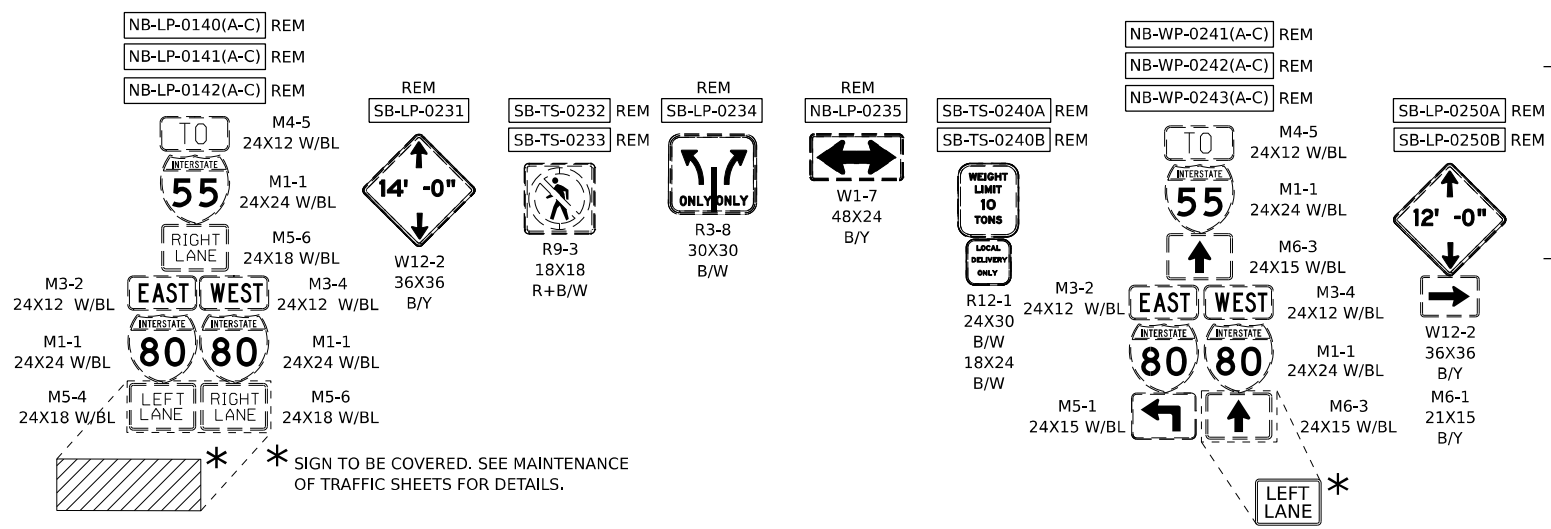 NB-LP-0140(A-C) REM
NB-LP-0141(A-C) REM
NB-LP-0142(A-C) REM
TO
M4-5
24X12 W/BL
INTERSTATE
55
M1-1
24X24 W/BL
RIGHT
LANE
M5-6
24X18 W/BL
M3-2
24X12 W/BL
EAST
WEST
M3-4
24X12 W/BL
M1-1
24X24 W/BL
INTERSTATE
80
INTERSTATE
80
M1-1
24X24 W/BL
M5-4
24X18 W/BL
LEFT
LANE
RIGHT
LANE
M5-6
24X18 W/BL
*
* SIGN TO BE COVERED. SEE MAINTENANCE
OF TRAFFIC SHEETS FOR DETAILS.
REM
SB-LP-0231
14' -0"
W12-2
36X36
B/Y
SB-TS-0232 REM
SB-TS-0233 REM
R9-3
18X18
R+B/W
REM
SB-LP-0234
ONLY ONLY
R3-8
30X30
B/W
REM
NB-LP-0235
W1-7
48X24
B/Y
SB-TS-0240A REM
SB-TS-0240B REM
WEIGHT
LIMIT
10
TONS
LOCAL
DELIVERY
ONLY
R12-1
24X30
B/W
18X24
B/W
NB-WP-0241(A-C) REM
NB-WP-0242(A-C) REM
NB-WP-0243(A-C) REM
TO
M4-5
24X12 W/BL
INTERSTATE
55
M1-1
24X24 W/BL
M6-3
24X15 W/BL
M3-2
24X12 W/BL
EAST
WEST
M3-4
24X12 W/BL
INTERSTATE
80
INTERSTATE
80
M1-1
24X24 W/BL
M5-1
24X15 W/BL
M6-3
24X15 W/BL
LEFT
LANE
*
SB-LP-0250A REM
SB-LP-0250B REM
12' -0"
W12-2
36X36
B/Y
M6-1
21X15
B/Y